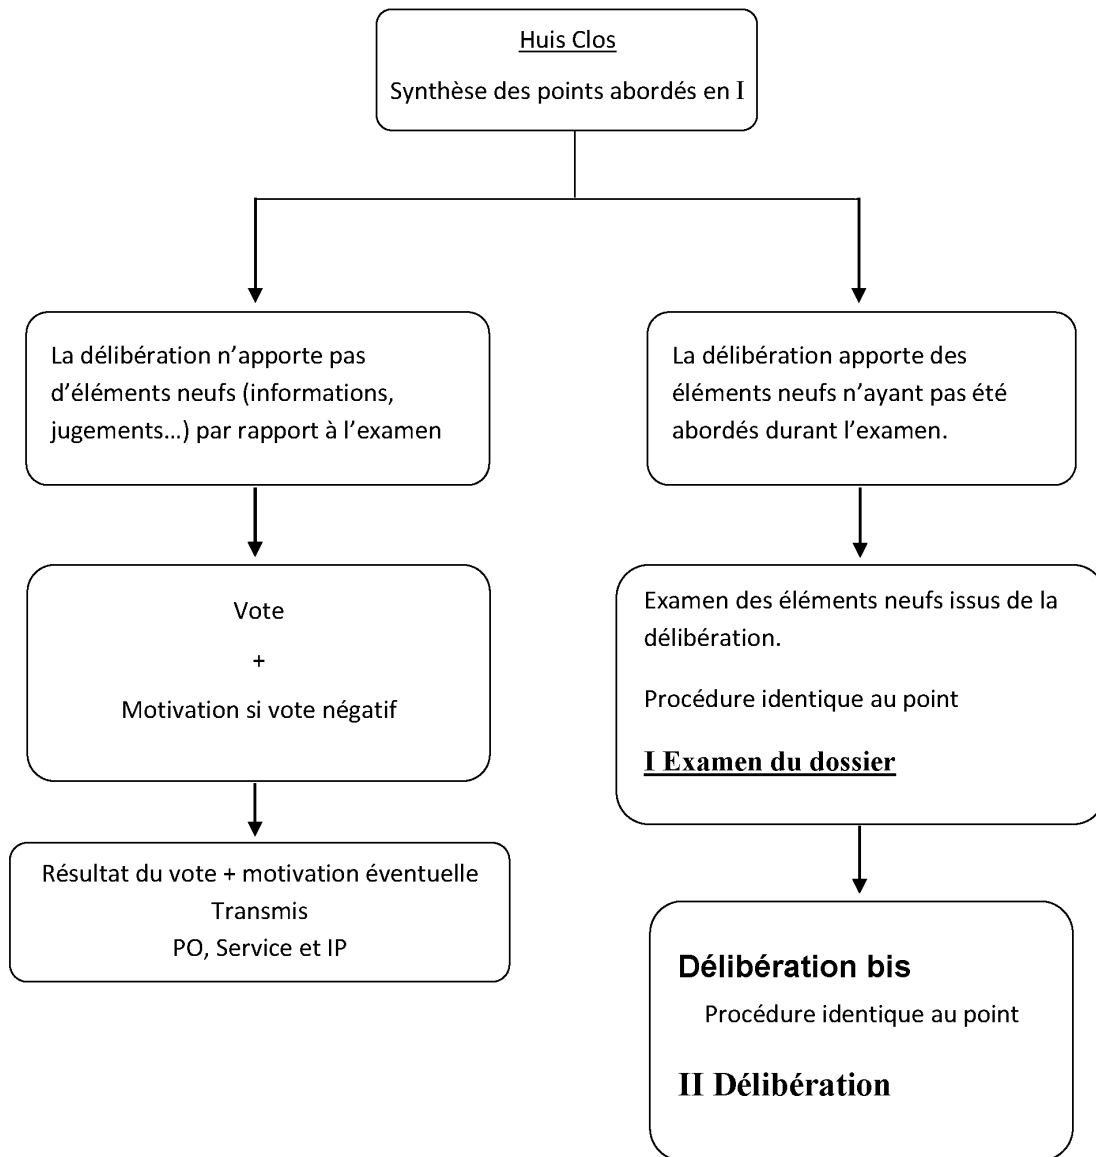 Huis Clos
Synthèse des points abordés en I
La délibération n’apporte pas
d’éléments neufs (informations,
jugements…) par rapport à l’examen
La délibération apporte des
éléments neufs n’ayant pas été
abordés durant l’examen.
Vote
+
Motivation si vote négatif
Examen des éléments neufs issus de la
délibération.
Procédure identique au point
I Examen du dossier
Résultat du vote + motivation éventuelle
Transmis
PO, Service et IP
Délibération bis
Procédure identique au point
II Délibération